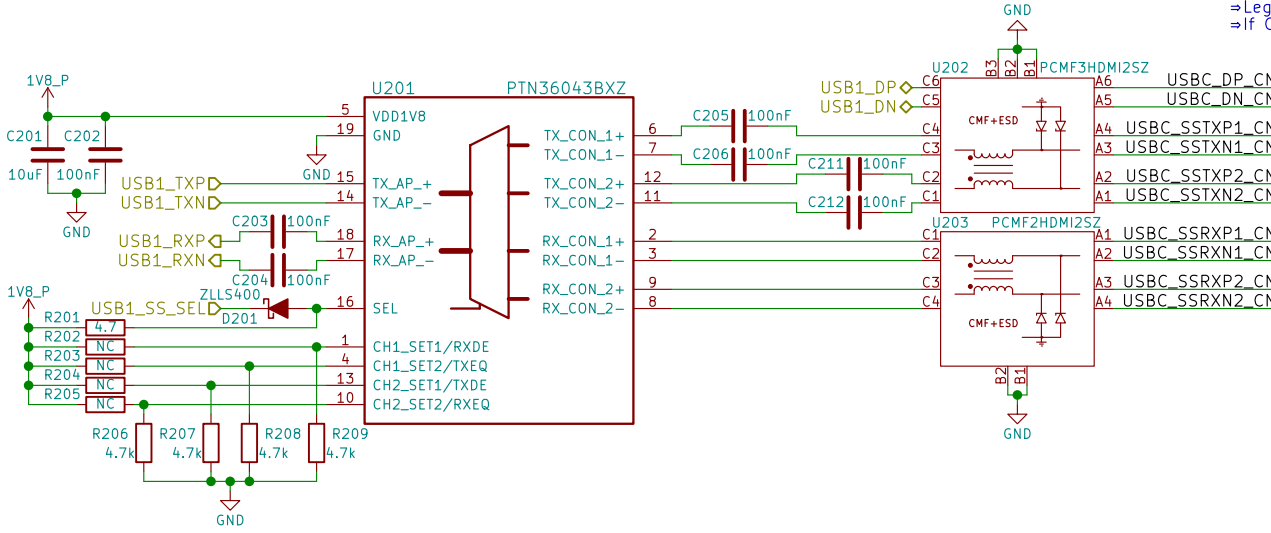 GND
⇒Leg
⇒If C
1V8_P
U201 PTN36043BXZ
U202 PCMF3HDMI2SZ
B3 B2 B1
C201 10uF
C202 100nF
GND
5 VDD1V8
19 GND
GND
USB1_TXP 15 TX_AP_+
USB1_TXN 14 TX_AP_-
C203 100nF
USB1_RXP 18 RX_AP_+
USB1_RXN 17 RX_AP_-
C204 100nF
ZLLS400
D201
USB1_SS_SEL 16 SEL
1V8_P
R201 4.7
R202 NC 1 CH1_SET1/RXDE
R203 NC 4 CH1_SET2/TXEQ
R204 NC 13 CH2_SET1/TXDE
R205 NC 10 CH2_SET2/RXEQ
R206 4.7k
R207 4.7k
R208 4.7k
R209 4.7k
GND
TX_CON_1+ 6
TX_CON_1- 7
TX_CON_2+ 12
TX_CON_2- 11
RX_CON_1+ 2
RX_CON_1- 3
RX_CON_2+ 9
RX_CON_2- 8
C205 100nF
C206 100nF
C211 100nF
C212 100nF
USB1_DP C6 A6 USBC_DP_CN
USB1_DN C5 A5 USBC_DN_CN
CMF+ESD
C4 A4 USBC_SSTXP1_CN
C3 A3 USBC_SSTXN1_CN
C2 A2 USBC_SSTXP2_CN
C1 A1 USBC_SSTXN2_CN
U203 PCMF2HDMI2SZ
C1 A1 USBC_SSRXP1_CN
C2 A2 USBC_SSRXN1_CN
C3 A3 USBC_SSRXP2_CN
C4 A4 USBC_SSRXN2_CN
CMF+ESD
B2 B1
GND